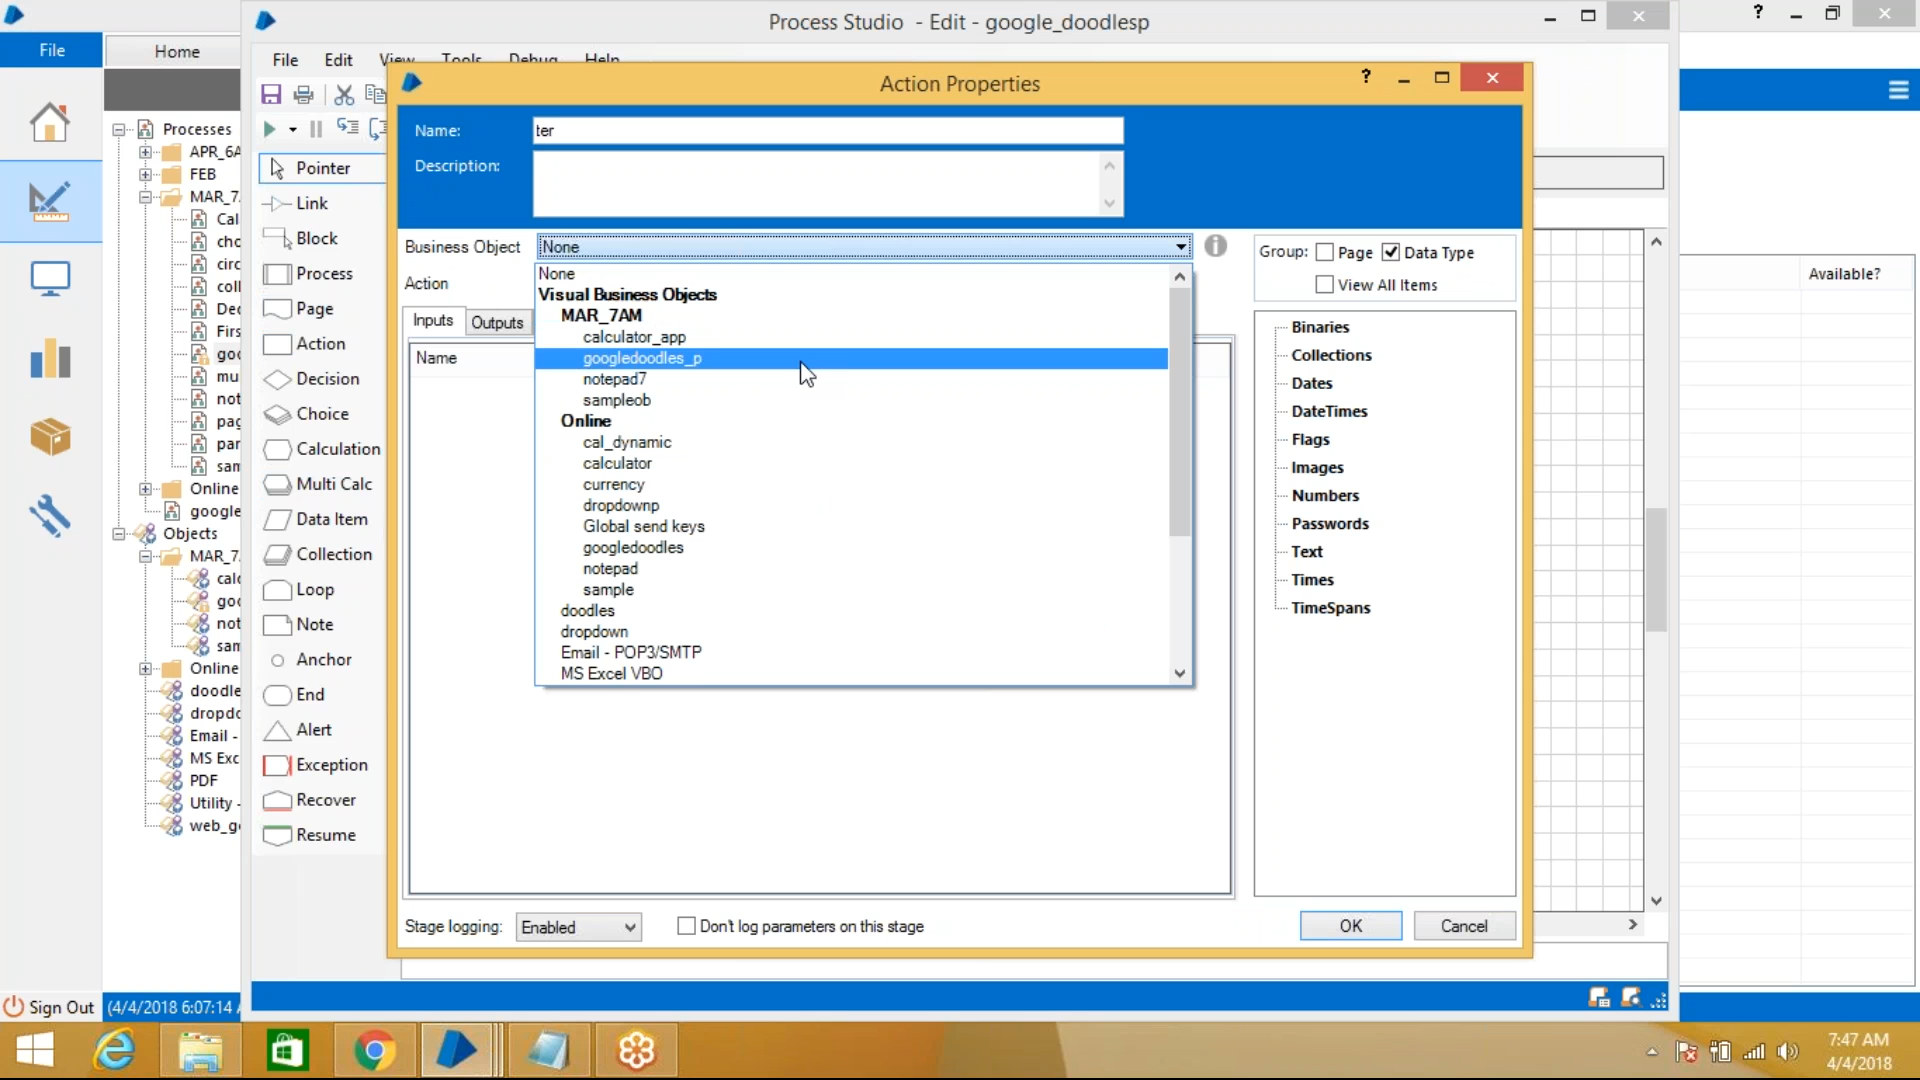 Process Studio - Edit - google_doodlesp
File
Home
File Edit View Tools Debug Help
Action Properties
Name:
ter
Description:
Business Object
None
Action
Inputs
Outputs
Name
None
Visual Business Objects
MAR_7AM
calculator_app
googledoodles_p
notepad7
sampleob
Online
cal_dynamic
calculator
currency
dropdownp
Global send keys
googledoodles
notepad
sample
doodles
dropdown
Email - POP3/SMTP
MS Excel VBO
Group:
Page
Data Type
View All Items
Binaries
Collections
Dates
DateTimes
Flags
Images
Numbers
Passwords
Text
Times
TimeSpans
Stage logging:
Enabled
Don't log parameters on this stage
OK
Cancel
Available?
Processes
APR_6A
FEB
MAR_7
Cal
cho
circ
coll
Dec
Firs
goo
mu
not
pag
par
sam
Online
google
Objects
MAR_7
calc
goo
not
sam
Online
doodle
dropdo
Email -
MS Exc
PDF
Utility -
web_go
Pointer
Link
Block
Process
Page
Action
Decision
Choice
Calculation
Multi Calc
Data Item
Collection
Loop
Note
Anchor
End
Alert
Exception
Recover
Resume
Sign Out
(4/4/2018 6:07:14
7:47 AM
4/4/2018